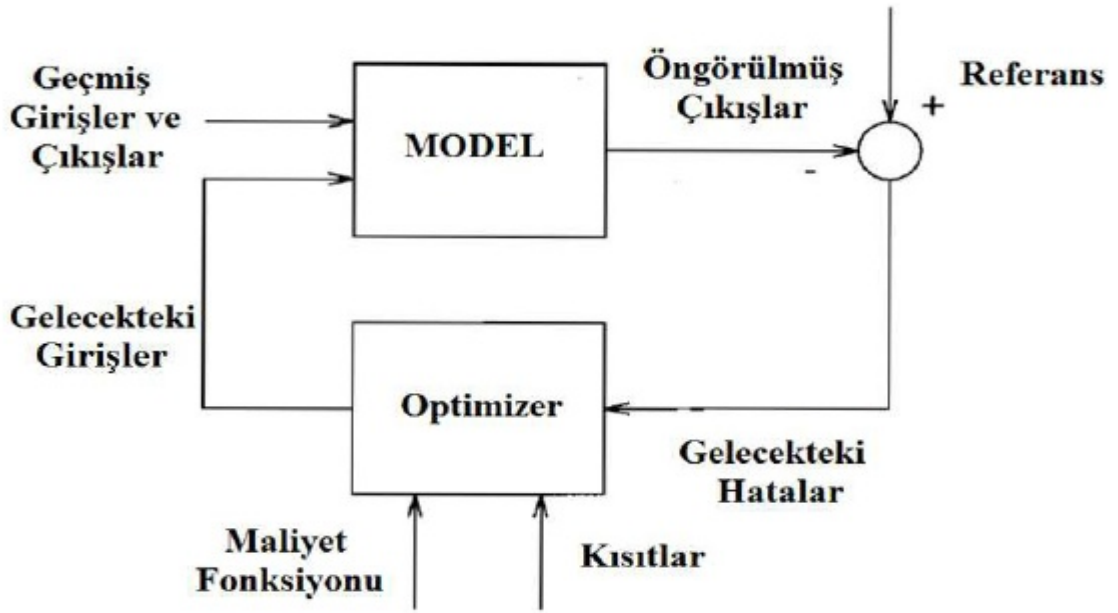 Geçmiş
Girişler ve
Çıkışlar
MODEL
Öngörülmüş
Çıkışlar
+
Referans
-
Gelecekteki
Girişler
Optimizer
-
Gelecekteki
Hatalar
Maliyet
Fonksiyonu
Kısıtlar